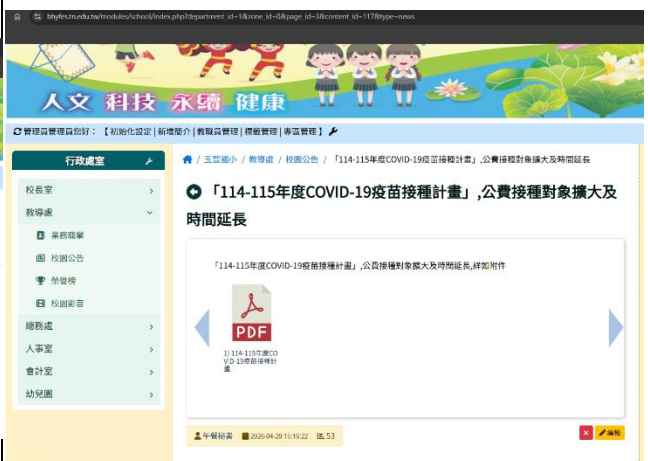 bhyfes.tn.edu.tw/modules/school/index.php?department_id=1&zone_id=0&page_id=3&content_id=117&type=news
人文 科技 永續 健康
管理員管理員您好：【初始化設定 | 新增簡介 | 教職員管理 | 標籤管理 | 專區管理】
行政處室
/ 玉豐國小 / 教導處 / 校園公告 / 「114-115年度COVID-19疫苗接種計畫」,公費接種對象擴大及時間延長
校長室
教導處
業務職掌
校園公告
榮譽榜
校園影音
總務處
人事室
會計室
幼兒園
「114-115年度COVID-19疫苗接種計畫」,公費接種對象擴大及
時間延長
「114-115年度COVID-19疫苗接種計畫」,公費接種對象擴大及時間延長,詳如附件
PDF
1) 114-115年度CO
VID-19疫苗接種計
畫
午餐秘書 2026-04-28 15:16:22 53
編輯